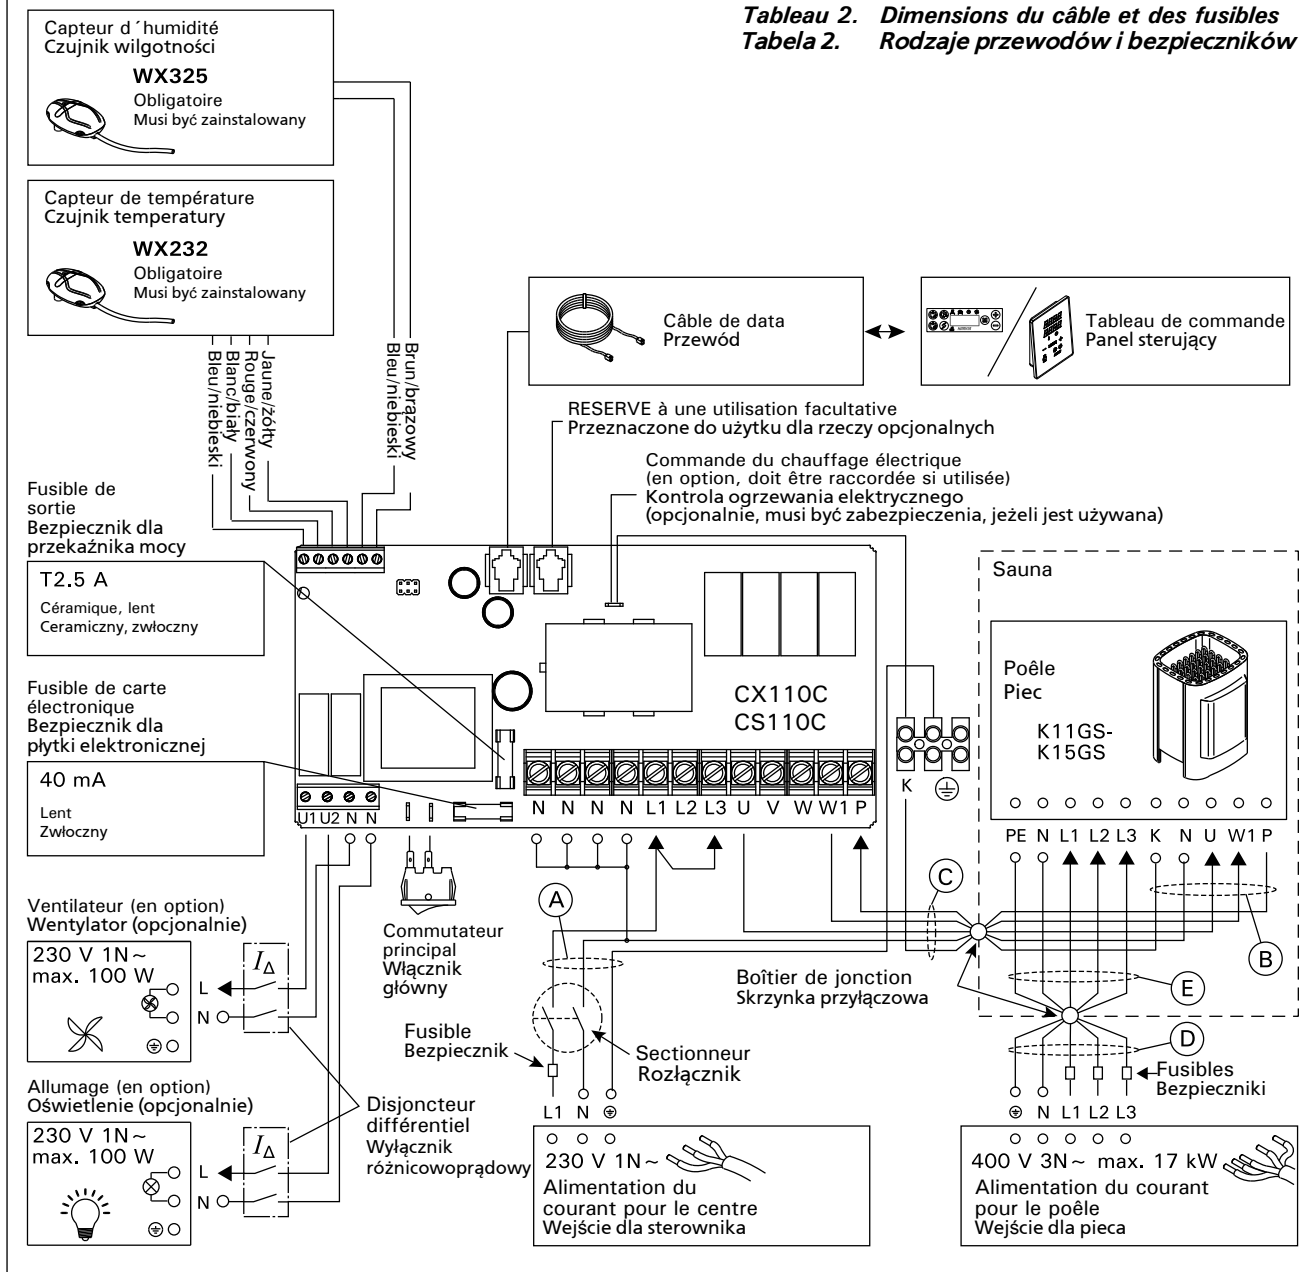 Tableau 2. Dimensions du câble et des fusibles
Tabela 2. Rodzaje przewodów i bezpieczników
Capteur d´humidité
Czujnik wilgotności
WX325
Obligatoire
Musi być zainstalowany
Capteur de température
Czujnik temperatury
WX232
Obligatoire
Musi być zainstalowany
Bleu/niebieski
Blanc/biały
Rouge/czerwony
Jaune/żółty
Bleu/niebieski
Brun/brązowy
Câble de data
Przewód
Tableau de commande
Panel sterujący
RESERVE à une utilisation facultative
Przeznaczone do użytku dla rzeczy opcjonalnych
Commande du chauffage électrique
(en option, doit être raccordée si utilisée)
Kontrola ogrzewania elektrycznego
(opcjonalnie, musi być zabezpieczenia, jeżeli jest używana)
Fusible de
sortie
Bezpiecznik dla
przekaźnika mocy
T2.5 A
Céramique, lent
Ceramiczny, zwłoczny
Fusible de carte
électronique
Bezpiecznik dla
płytki elektronicznej
40 mA
Lent
Zwłoczny
CX110C
CS110C
U1 U2 N N
N N N N L1 L2 L3 U V W W1 P
K
Sauna
Poêle
Piec
K11GS-
K15GS
PE N L1 L2 L3 K N U W1 P
A
C
B
E
D
Ventilateur (en option)
Wentylator (opcjonalnie)
230 V 1N~
max. 100 W
L
N
I∆
Commutateur
principal
Włącznik
główny
Boîtier de jonction
Skrzynka przyłączowa
Fusible
Bezpiecznik
Sectionneur
Rozłącznik
Fusibles
Bezpieczniki
Allumage (en option)
Oświetlenie (opcjonalnie)
230 V 1N~
max. 100 W
L
N
I∆
Disjoncteur
différentiel
Wyłącznik
różnicowoprądowy
L1 N
230 V 1N~
Alimentation du
courant pour le centre
Wejście dla sterownika
N L1 L2 L3
400 V 3N~ max. 17 kW
Alimentation du courant
pour le poêle
Wejście dla pieca